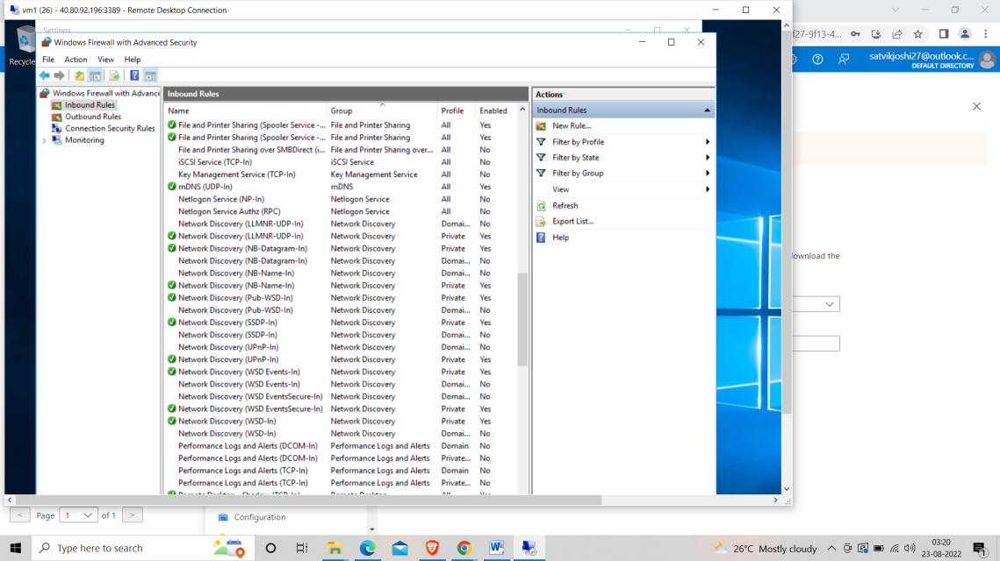 vm1 (26) - 40.80.92.196:3389 - Remote Desktop Connection
Settings
Recycle
f27-9f13-4...
satvikjoshi27@outlook.c...
DEFAULT DIRECTORY
Windows Firewall with Advanced Security
File Action View Help
Windows Firewall with Advance
Inbound Rules
Outbound Rules
Connection Security Rules
Monitoring
Inbound Rules
Name Group Profile Enabled
File and Printer Sharing (Spooler Service -... File and Printer Sharing All Yes
File and Printer Sharing (Spooler Service -... File and Printer Sharing All Yes
File and Printer Sharing over SMBDirect (i... File and Printer Sharing over... All No
iSCSI Service (TCP-In) iSCSI Service All No
Key Management Service (TCP-In) Key Management Service All No
mDNS (UDP-In) mDNS All Yes
Netlogon Service (NP-In) Netlogon Service All No
Netlogon Service Authz (RPC) Netlogon Service All No
Network Discovery (LLMNR-UDP-In) Network Discovery Domai... No
Network Discovery (LLMNR-UDP-In) Network Discovery Private Yes
Network Discovery (NB-Datagram-In) Network Discovery Private Yes
Network Discovery (NB-Datagram-In) Network Discovery Domai... No
Network Discovery (NB-Name-In) Network Discovery Domai... No
Network Discovery (NB-Name-In) Network Discovery Private Yes
Network Discovery (Pub-WSD-In) Network Discovery Private Yes
Network Discovery (Pub-WSD-In) Network Discovery Domai... No
Network Discovery (SSDP-In) Network Discovery Private Yes
Network Discovery (SSDP-In) Network Discovery Domai... No
Network Discovery (UPnP-In) Network Discovery Domai... No
Network Discovery (UPnP-In) Network Discovery Private Yes
Network Discovery (WSD Events-In) Network Discovery Private Yes
Network Discovery (WSD Events-In) Network Discovery Domai... No
Network Discovery (WSD EventsSecure-In) Network Discovery Domai... No
Network Discovery (WSD EventsSecure-In) Network Discovery Private Yes
Network Discovery (WSD-In) Network Discovery Private Yes
Network Discovery (WSD-In) Network Discovery Domai... No
Performance Logs and Alerts (DCOM-In) Performance Logs and Alerts Domain No
Performance Logs and Alerts (DCOM-In) Performance Logs and Alerts Private... No
Performance Logs and Alerts (TCP-In) Performance Logs and Alerts Domain No
Performance Logs and Alerts (TCP-In) Performance Logs and Alerts Private... No
Remote Desktop - Shadow (TCP-In) Remote Desktop All Yes
Actions
Inbound Rules
New Rule...
Filter by Profile
Filter by State
Filter by Group
View
Refresh
Export List...
Help
download the
< Page 1 of 1 >
Configuration
Type here to search
26°C Mostly cloudy
03:20
23-08-2022
1